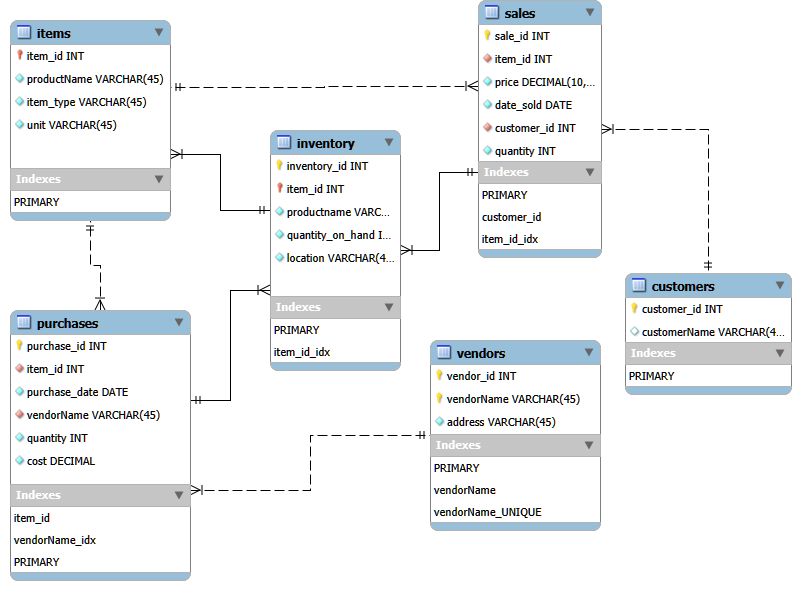 items
item_id INT
productName VARCHAR(45)
item_type VARCHAR(45)
unit VARCHAR(45)
Indexes
PRIMARY
sales
sale_id INT
item_id INT
price DECIMAL(10,...
date_sold DATE
customer_id INT
quantity INT
Indexes
PRIMARY
customer_id
item_id_idx
inventory
inventory_id INT
item_id INT
productname VARC...
quantity_on_hand I...
location VARCHAR(4...
Indexes
PRIMARY
item_id_idx
customers
customer_id INT
customerName VARCHAR(4...
Indexes
PRIMARY
purchases
purchase_id INT
item_id INT
purchase_date DATE
vendorName VARCHAR(45)
quantity INT
cost DECIMAL
Indexes
item_id
vendorName_idx
PRIMARY
vendors
vendor_id INT
vendorName VARCHAR(45)
address VARCHAR(45)
Indexes
PRIMARY
vendorName
vendorName_UNIQUE